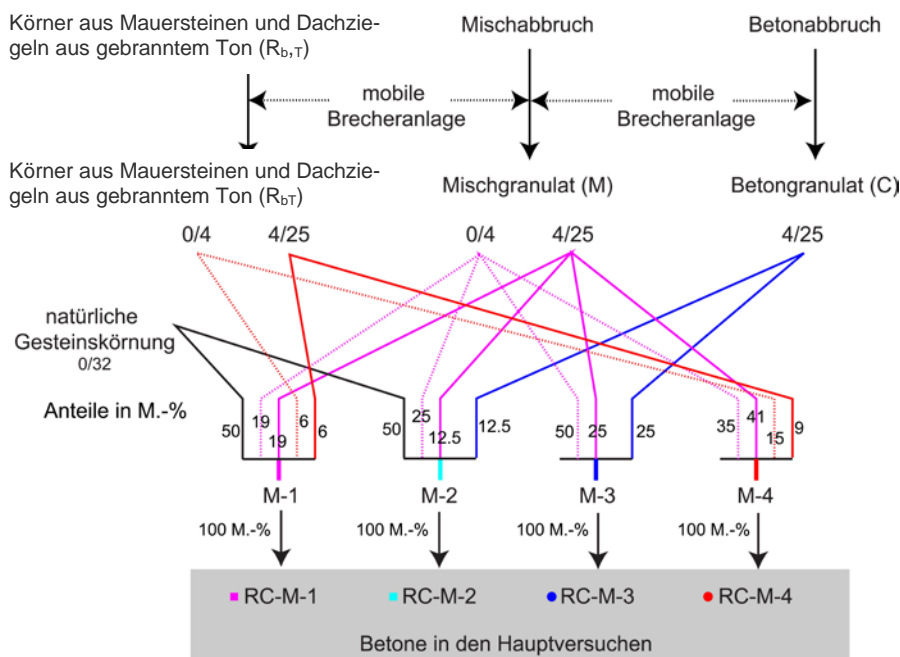 Körner aus Mauersteinen und Dachzie-
geln aus gebranntem Ton (Rb,T)
Mischabbruch
Betonabbruch
mobile
Brecheranlage
mobile
Brecheranlage
Körner aus Mauersteinen und Dachzie-
geln aus gebranntem Ton (RbT)
Mischgranulat (M)
Betongranulat (C)
0/4
4/25
0/4
4/25
4/25
natürliche
Gesteinskörnung
0/32
Anteile in M.-%
50
19
19
6
6
50
25
12.5
12.5
50
25
25
35
41
15
9
M-1
M-2
M-3
M-4
100 M.-%
100 M.-%
100 M.-%
100 M.-%
RC-M-1
RC-M-2
RC-M-3
RC-M-4
Betone in den Hauptversuchen